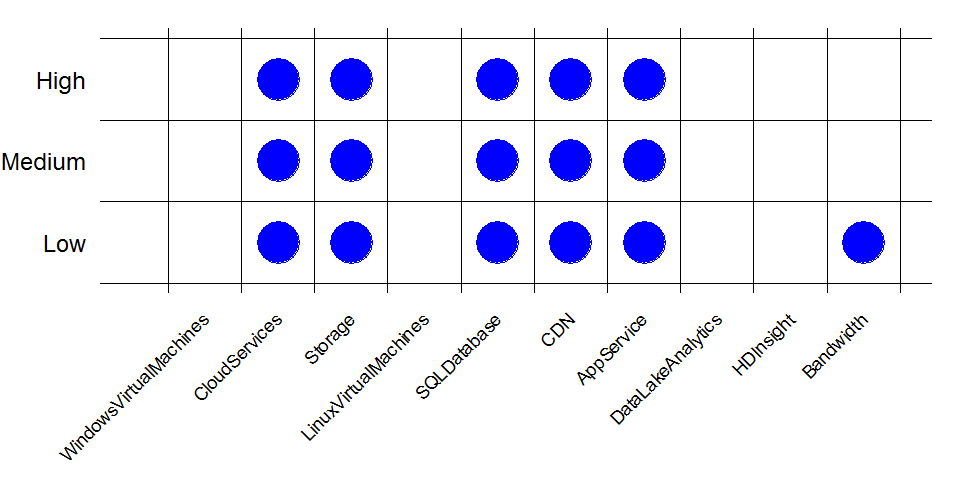 High
Medium
Low
WindowsVirtualMachines
CloudServices
Storage
LinuxVirtualMachines
SQLDatabase
CDN
AppService
DataLakeAnalytics
HDInsight
Bandwidth